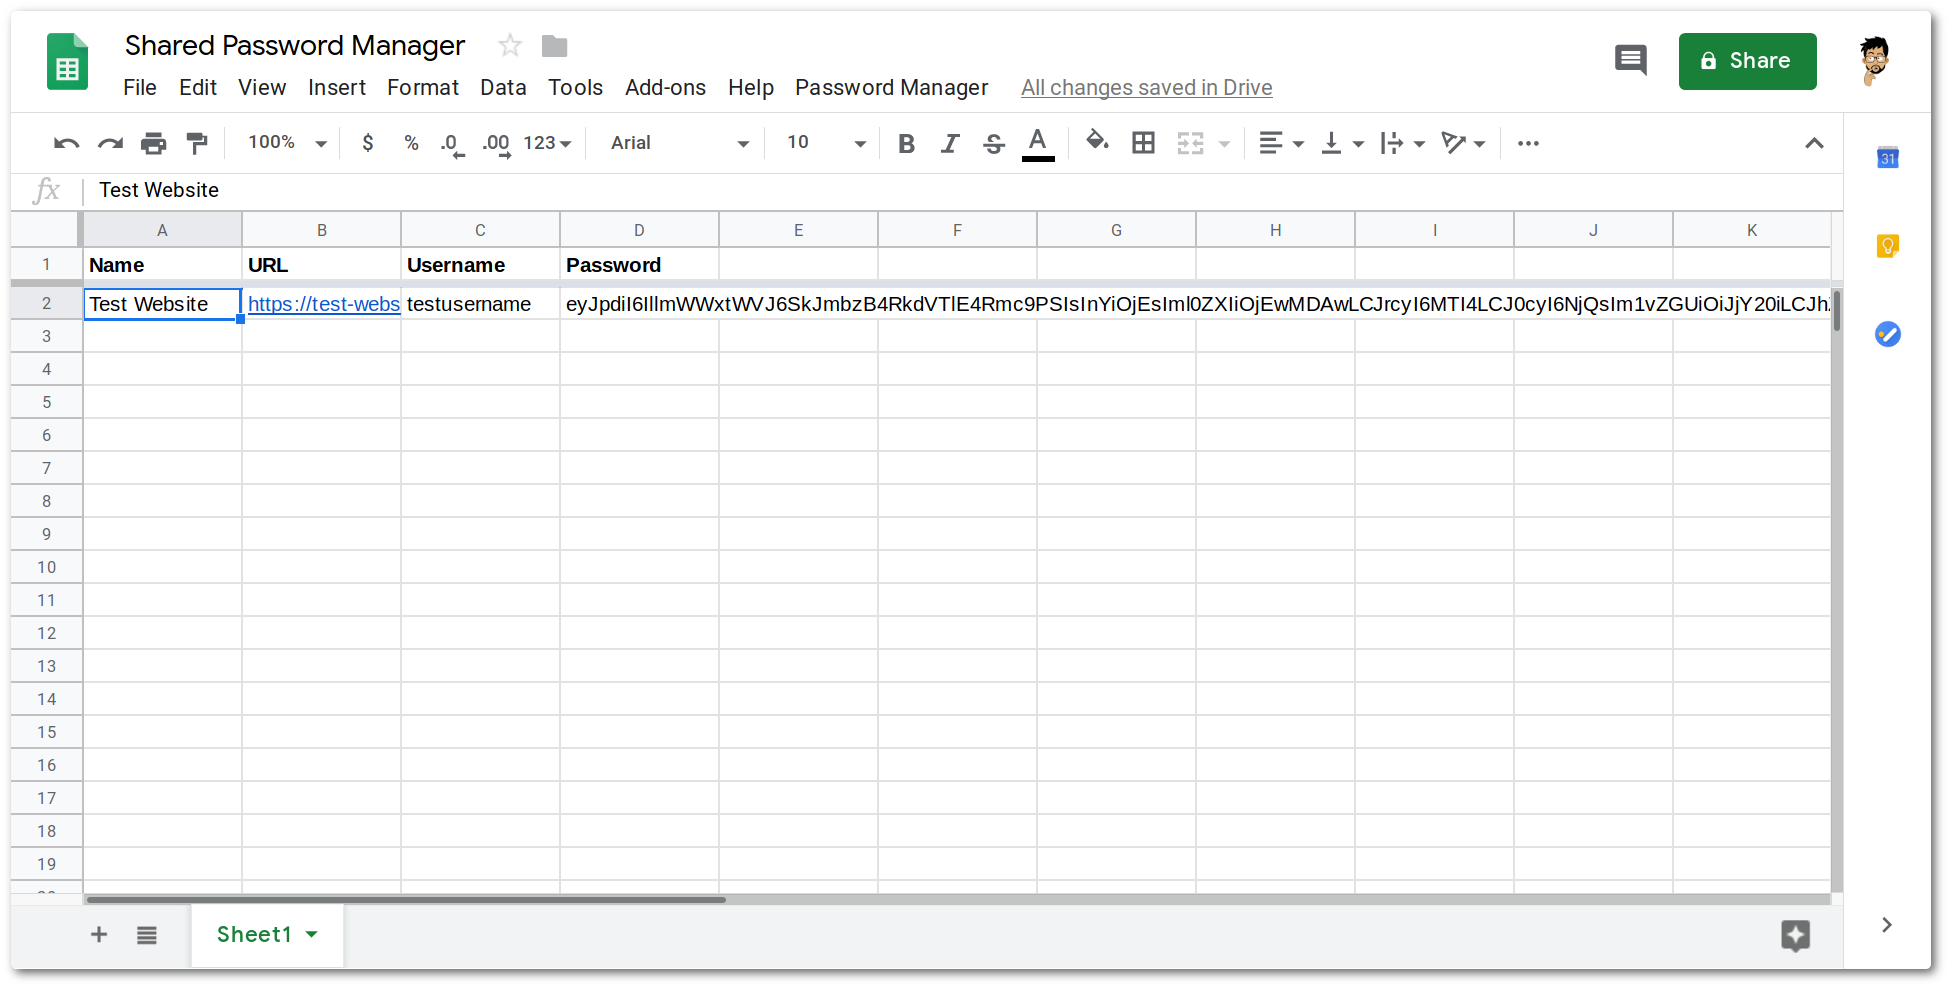 Shared Password Manager
File Edit View Insert Format Data Tools Add-ons Help Password Manager All changes saved in Drive
Share
100% $ % .0 .00 123 Arial 10 B I S A
31
fx Test Website
A B C D E F G H I J K
1 Name URL Username Password
2 Test Website https://test-webs testusername
3
4
5
6
7
8
9
10
11
12
13
14
15
16
17
18
19
Sheet1